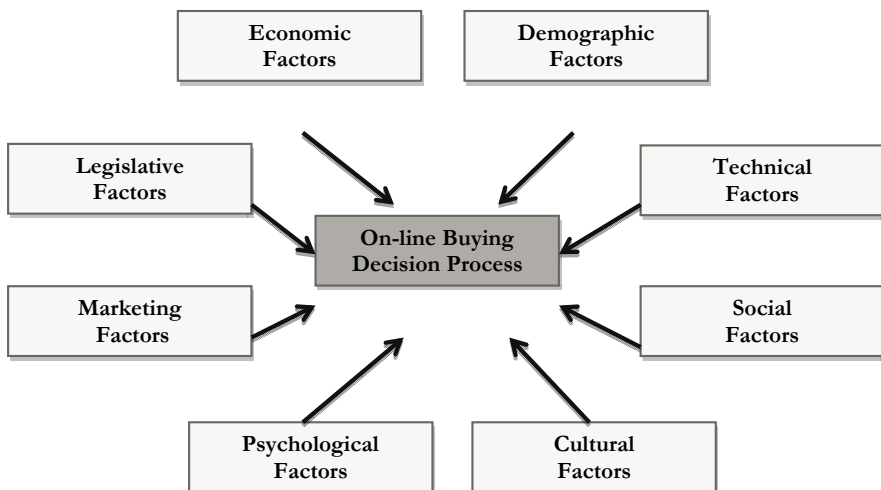 Economic
Factors
Demographic
Factors
Legislative
Factors
Technical
Factors
On-line Buying
Decision Process
Marketing
Factors
Social
Factors
Psychological
Factors
Cultural
Factors